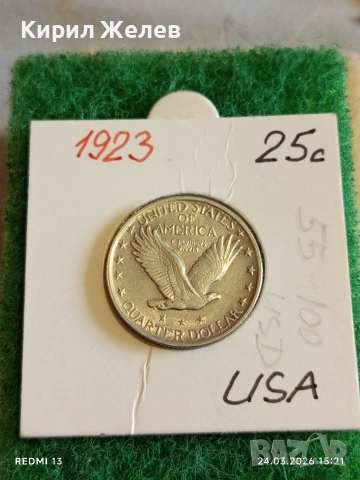 Кирил Желев
1923
25c
UNITED STATES
OF
AMERICA
E PLURIBUS
UNUM
QUARTER DOLLAR
55-100
USD
USA
REDMI 13
24.03.2026 15:21
BAZAR